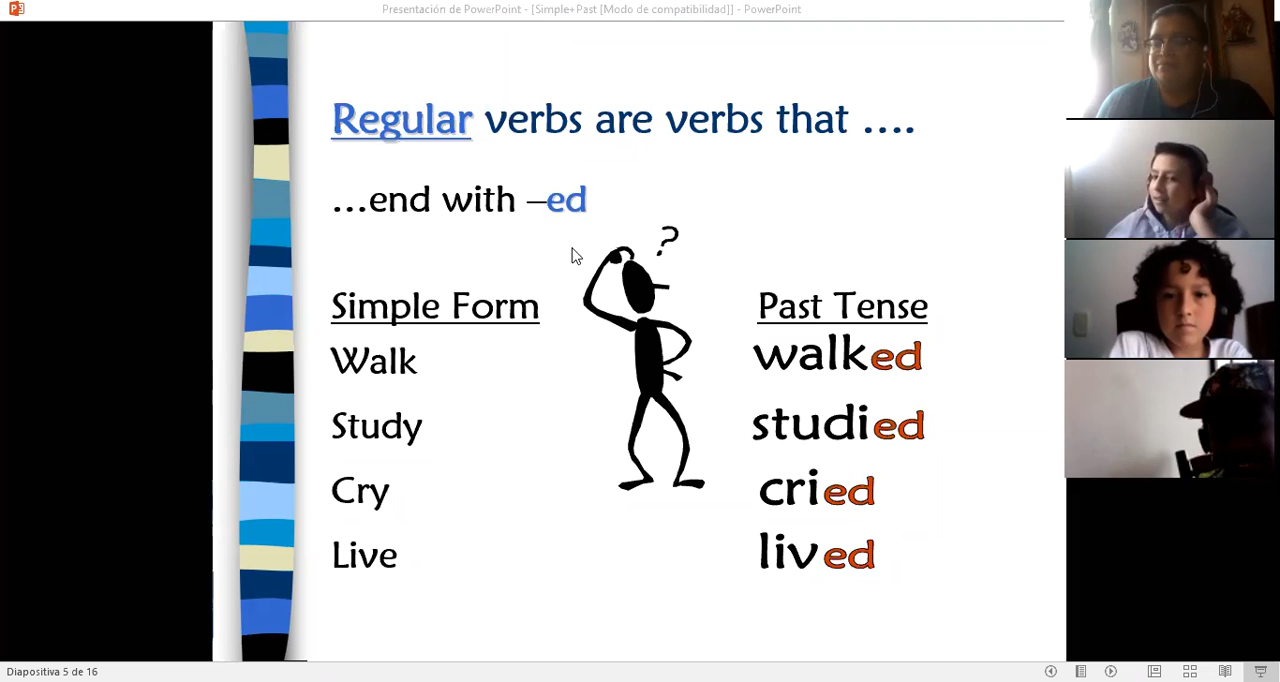 Presentación de PowerPoint - [Simple+Past [Modo de compatibilidad]] - PowerPoint
Regular verbs are verbs that ....
...end with –ed
?
Simple Form Past Tense
Walk walked
Study studied
Cry cried
Live lived
Diapositiva 5 de 16